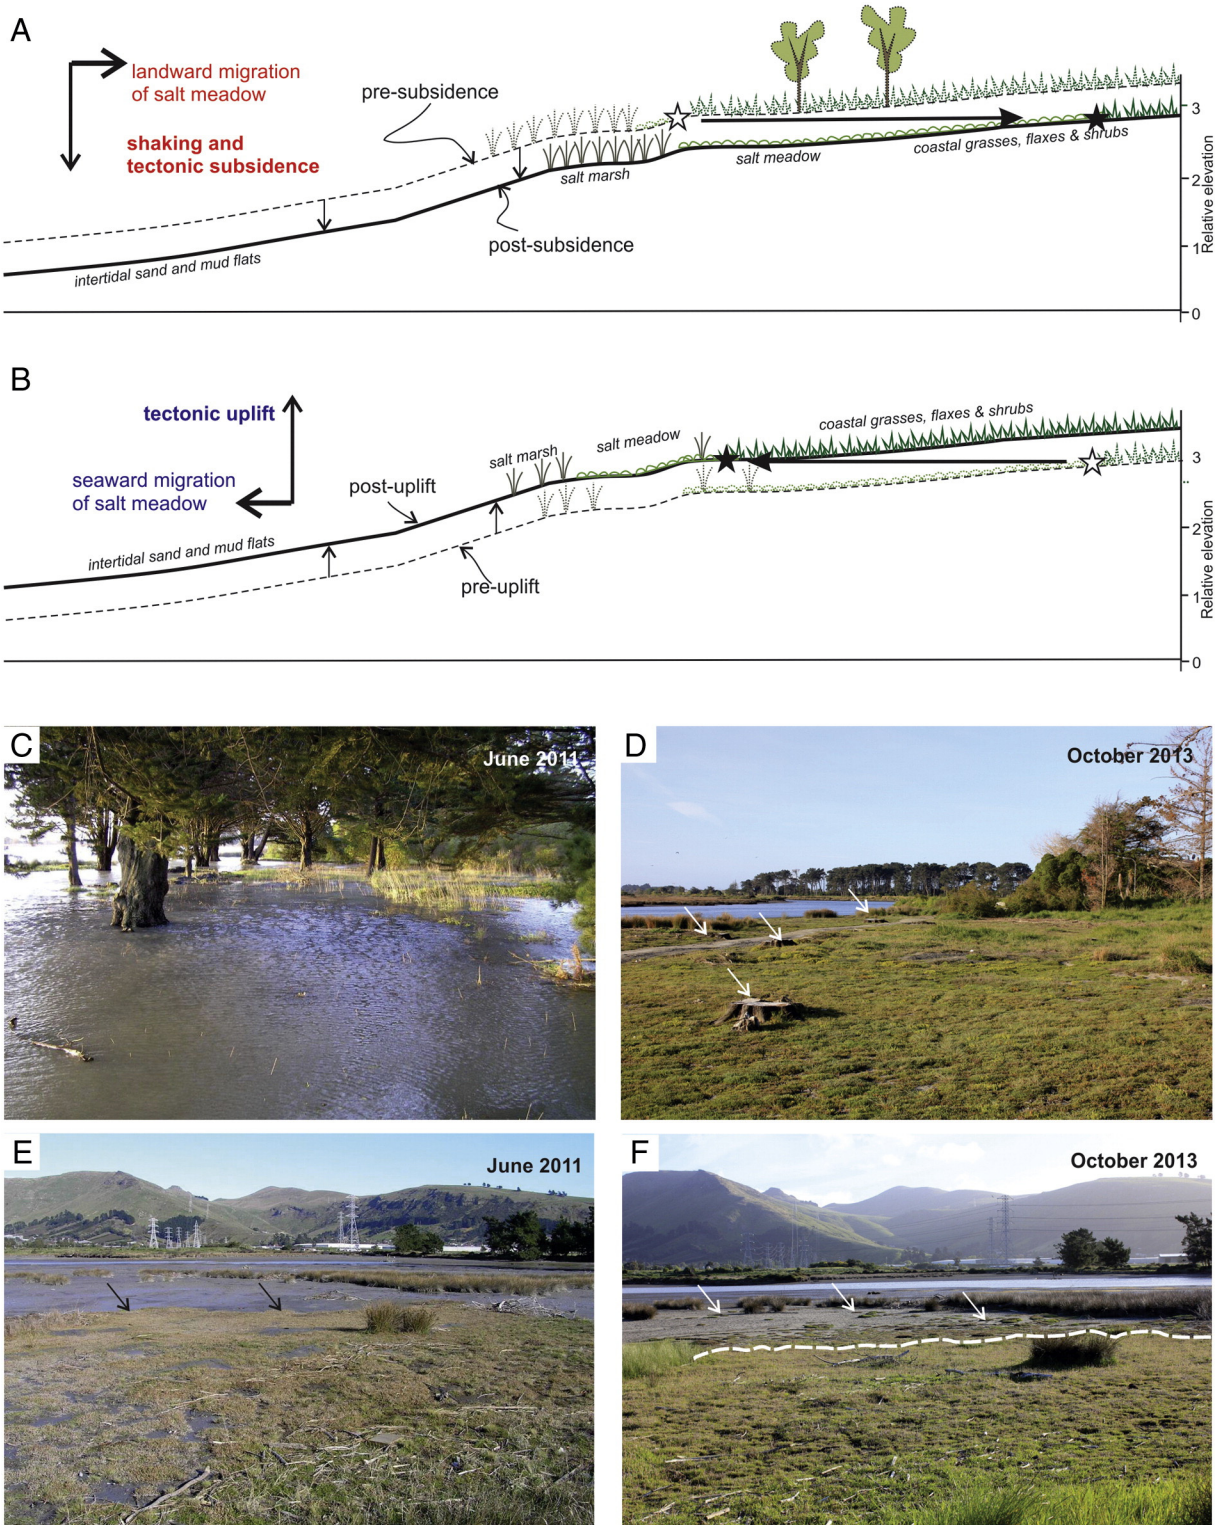 A
landward migration
of salt meadow
shaking and
tectonic subsidence
pre-subsidence
post-subsidence
intertidal sand and mud flats
salt marsh
salt meadow
coastal grasses, flaxes & shrubs
3
2
1
0
Relative elevation
B
tectonic uplift
seaward migration
of salt meadow
post-uplift
pre-uplift
intertidal sand and mud flats
salt marsh
salt meadow
coastal grasses, flaxes & shrubs
3
2
1
0
Relative elevation
C
June 2011
D
October 2013
E
June 2011
F
October 2013